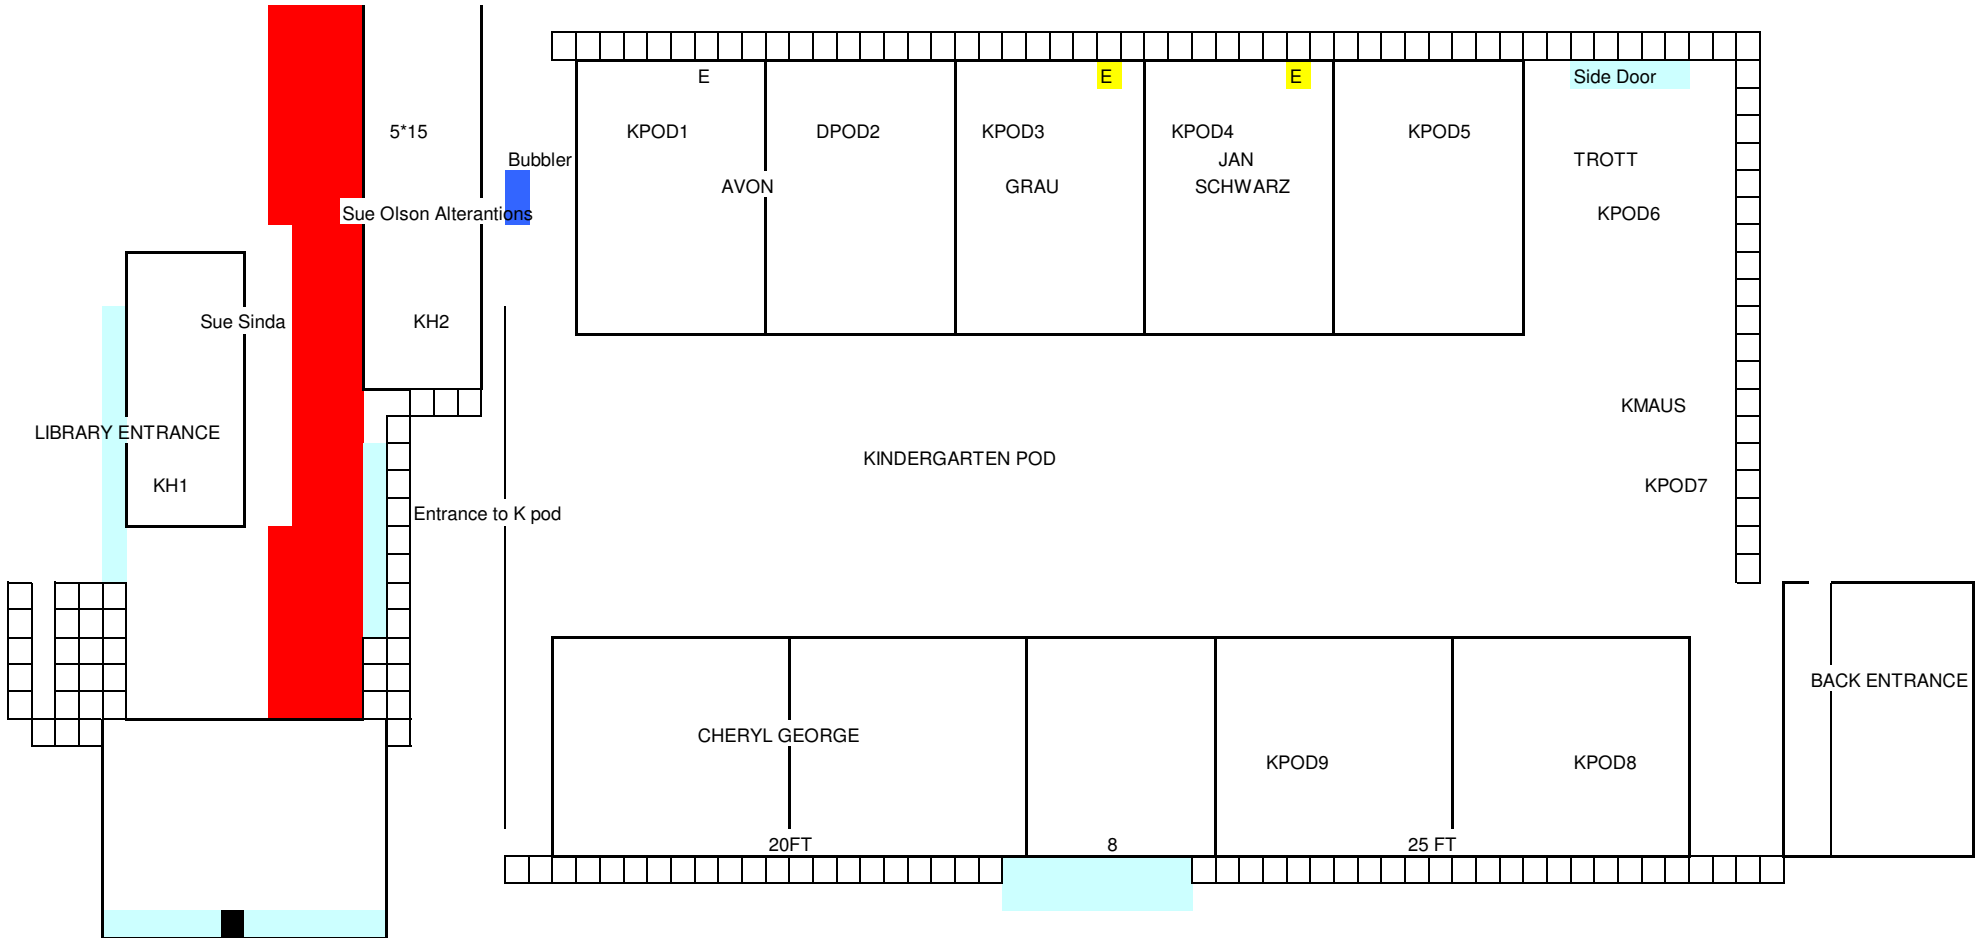 E
E
E
Side Door
5*15
KPOD1
DPOD2
KPOD3
KPOD4
KPOD5
Bubbler
JAN
TROTT
AVON
GRAU
SCHWARZ
Sue Olson Alterantions
KPOD6
Sue Sinda
KH2
KMAUS
LIBRARY ENTRANCE
KINDERGARTEN POD
KH1
KPOD7
Entrance to K pod
BACK ENTRANCE
CHERYL GEORGE
KPOD9
KPOD8
20FT
8
25 FT